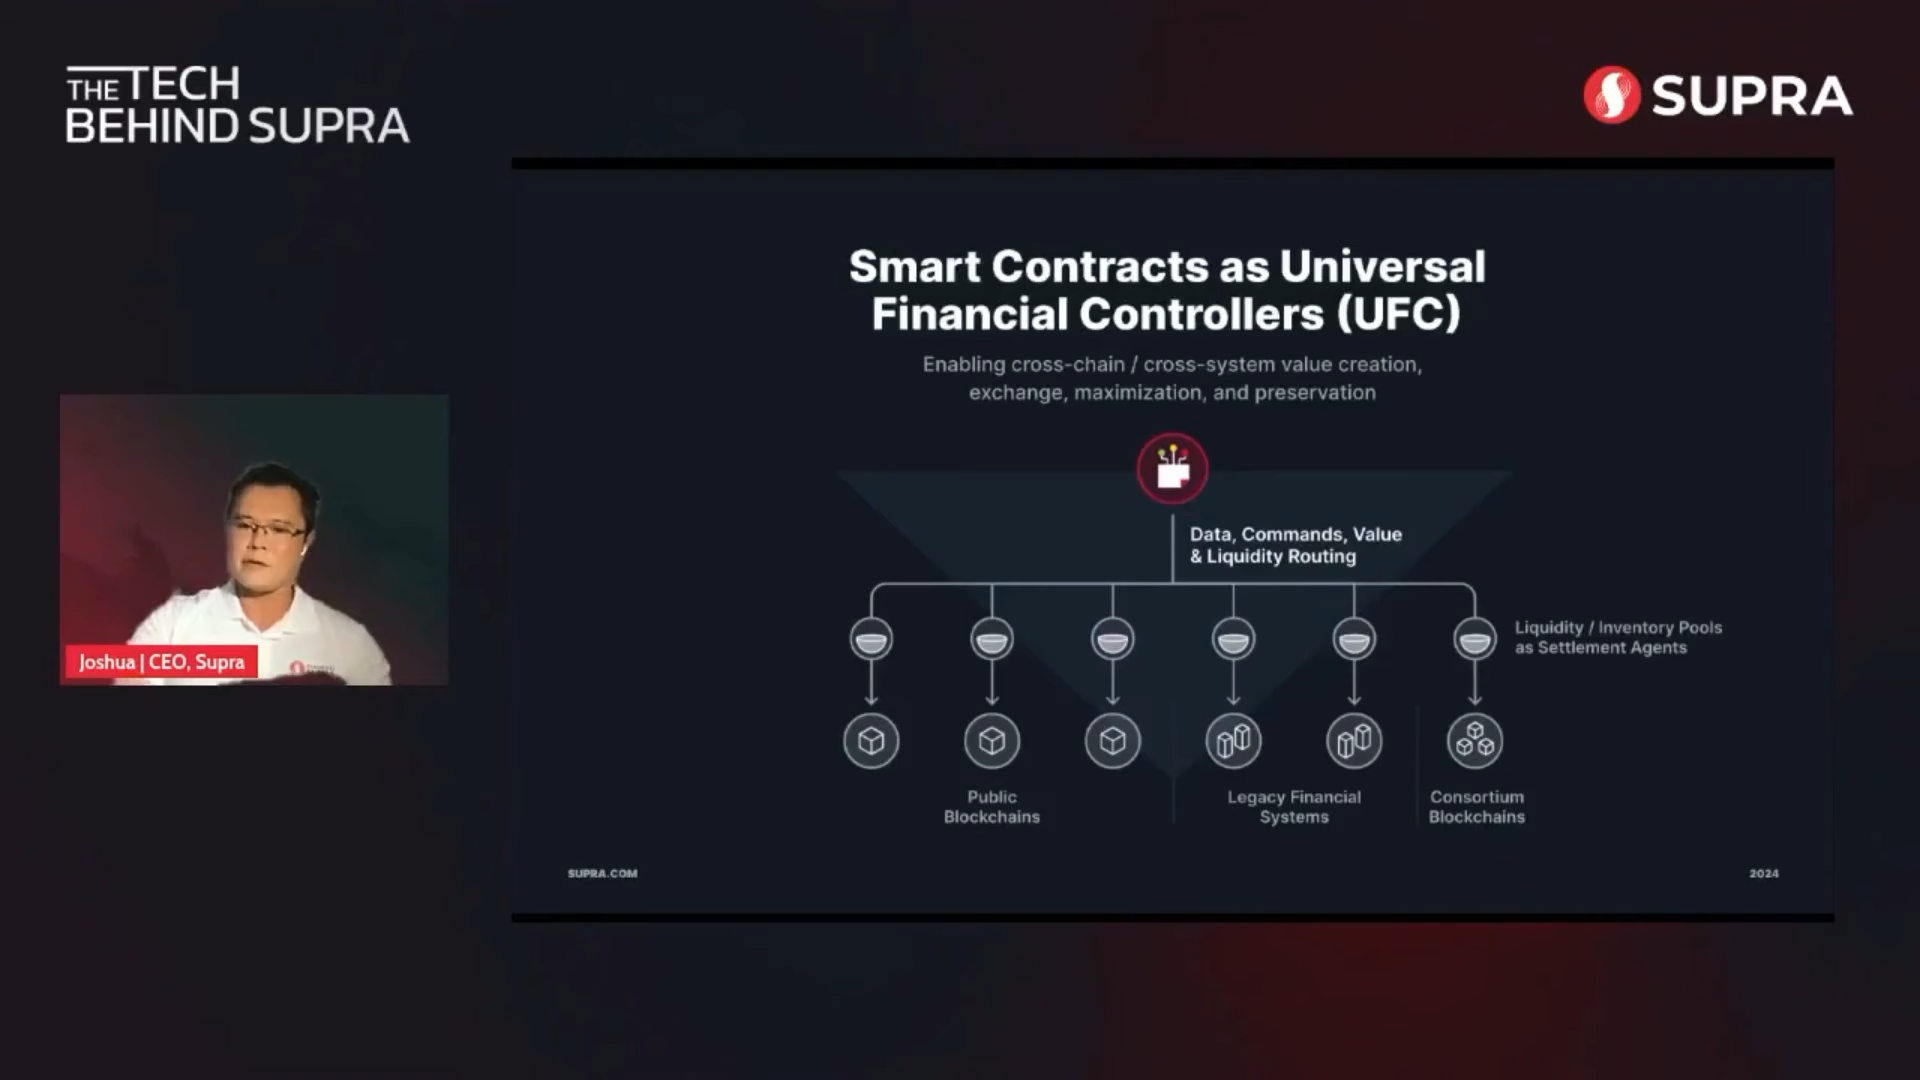 THE TECH
BEHIND SUPRA
SUPRA
Smart Contracts as Universal
Financial Controllers (UFC)
Enabling cross-chain / cross-system value creation,
exchange, maximization, and preservation
Data, Commands, Value
& Liquidity Routing
Liquidity / Inventory Pools
as Settlement Agents
Public
Blockchains
Legacy Financial
Systems
Consortium
Blockchains
Joshua | CEO, Supra
SUPRA.COM
2024